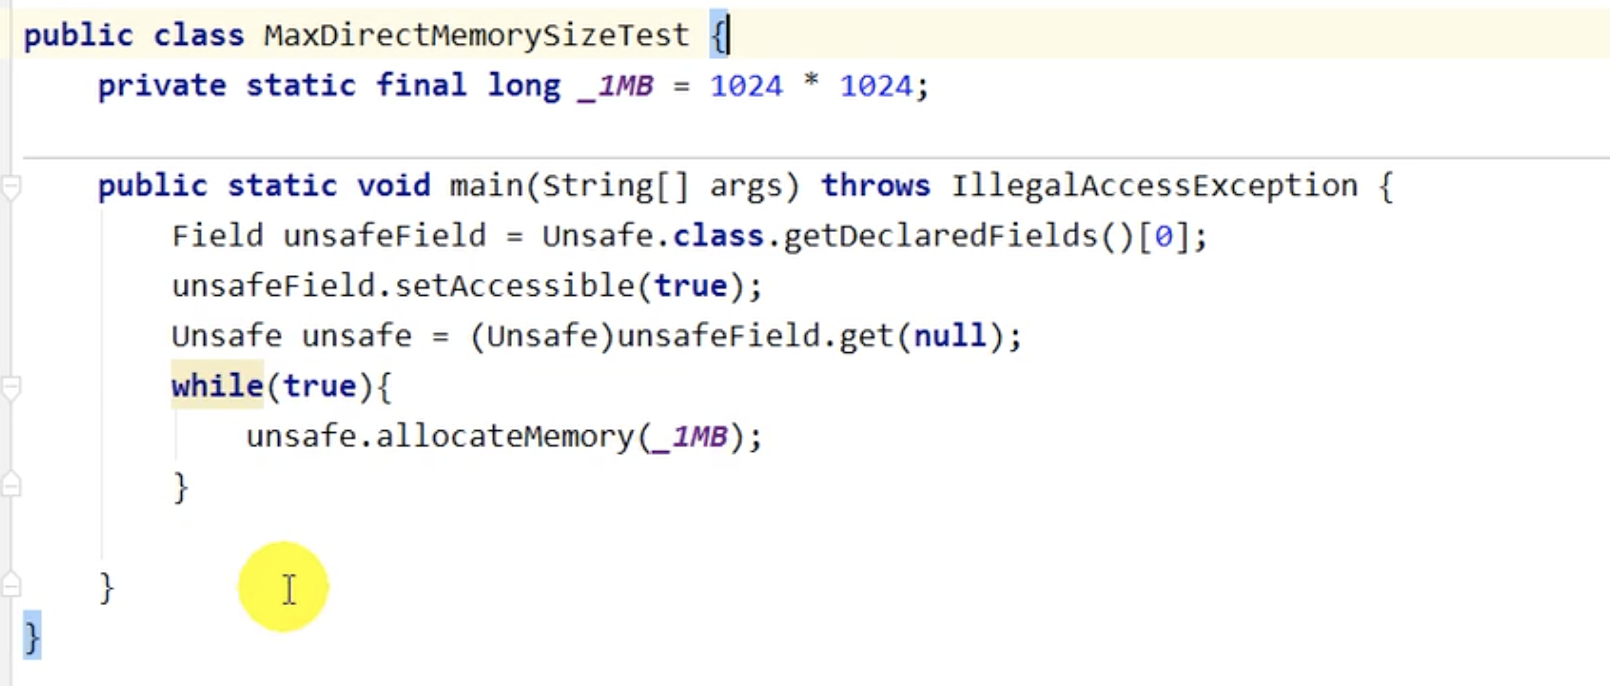 public class MaxDirectMemorySizeTest {
private static final long _1MB = 1024 * 1024;
public static void main(String[] args) throws IllegalAccessException {
Field unsafeField = Unsafe.class.getDeclaredFields()[0];
unsafeField.setAccessible(true);
Unsafe unsafe = (Unsafe)unsafeField.get(null);
while(true){
unsafe.allocateMemory(_1MB);
}
}
}